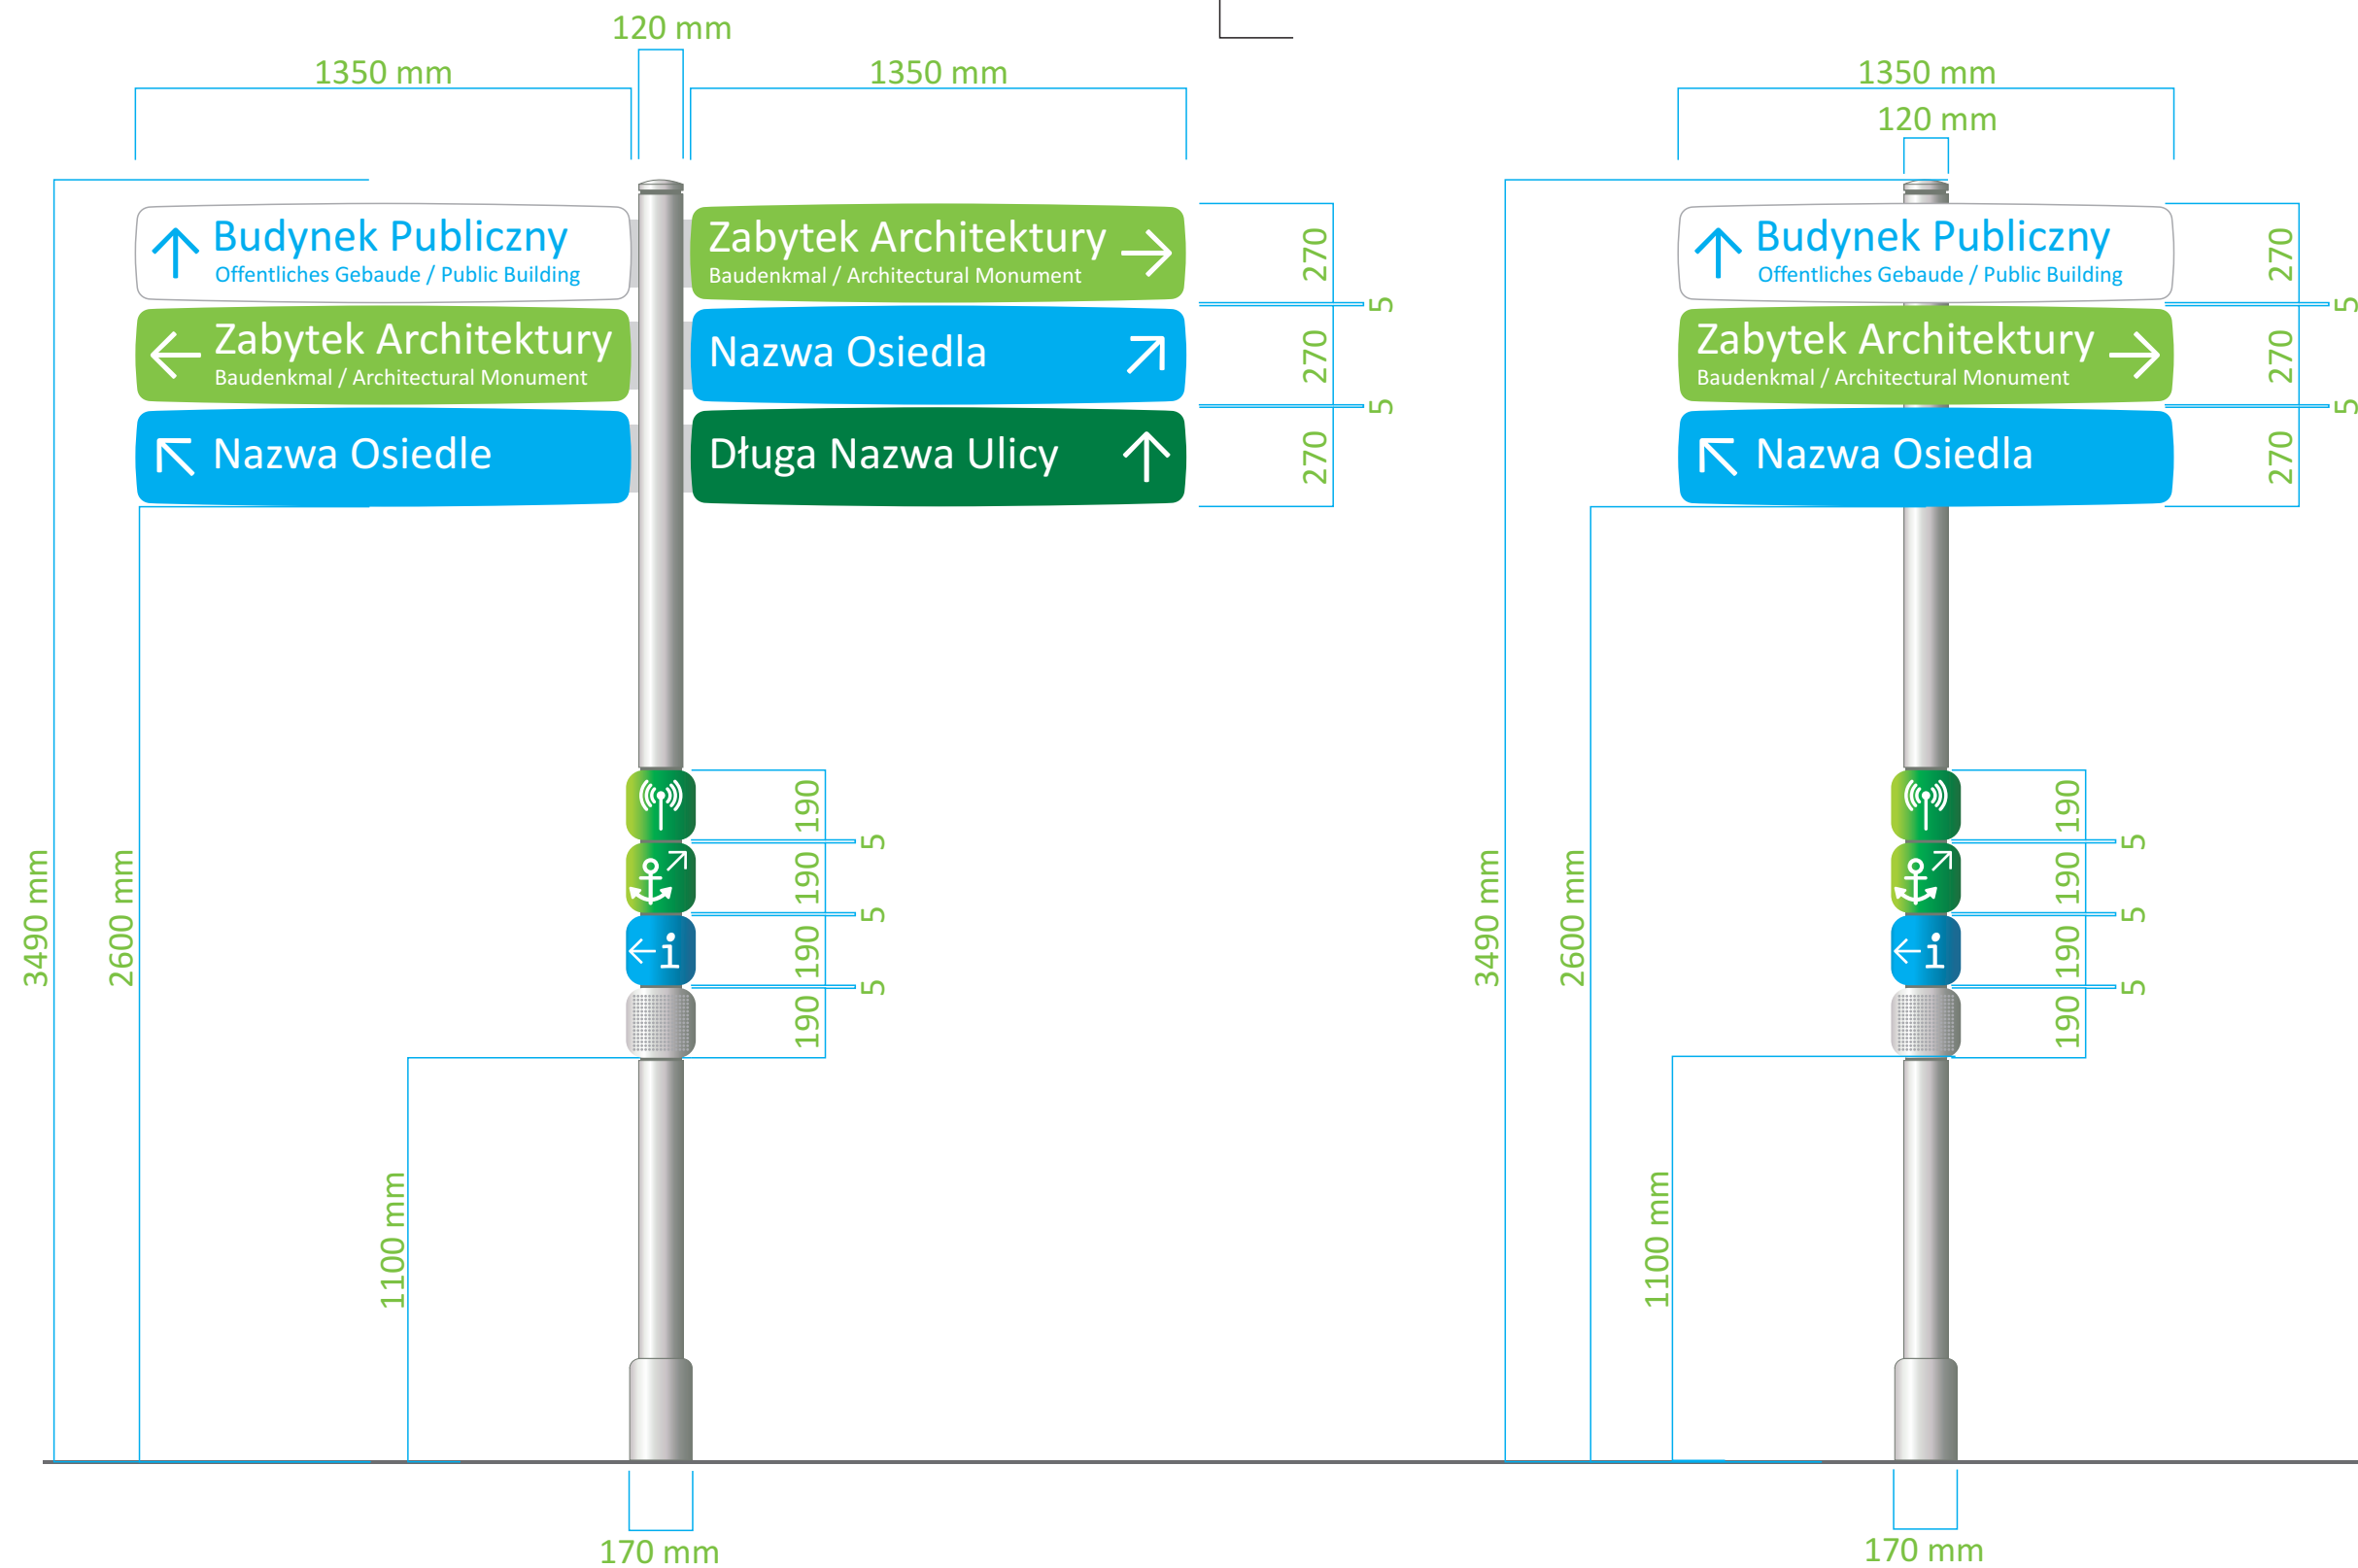 120 mm
1350 mm
1350 mm
Budynek Publiczny
Offentliches Gebaude / Public Building
Zabytek Architektury
Baudenkmal / Architectural Monument
Nazwa Osiedle
Zabytek Architektury
Baudenkmal / Architectural Monument
Nazwa Osiedla
Długa Nazwa Ulicy
270
5
270
5
270
190
5
190
5
190
5
190
3490 mm
2600 mm
1100 mm
170 mm
1350 mm
120 mm
Budynek Publiczny
Offentliches Gebaude / Public Building
Zabytek Architektury
Baudenkmal / Architectural Monument
Nazwa Osiedla
270
5
270
5
270
190
5
190
5
190
5
190
3490 mm
2600 mm
1100 mm
170 mm